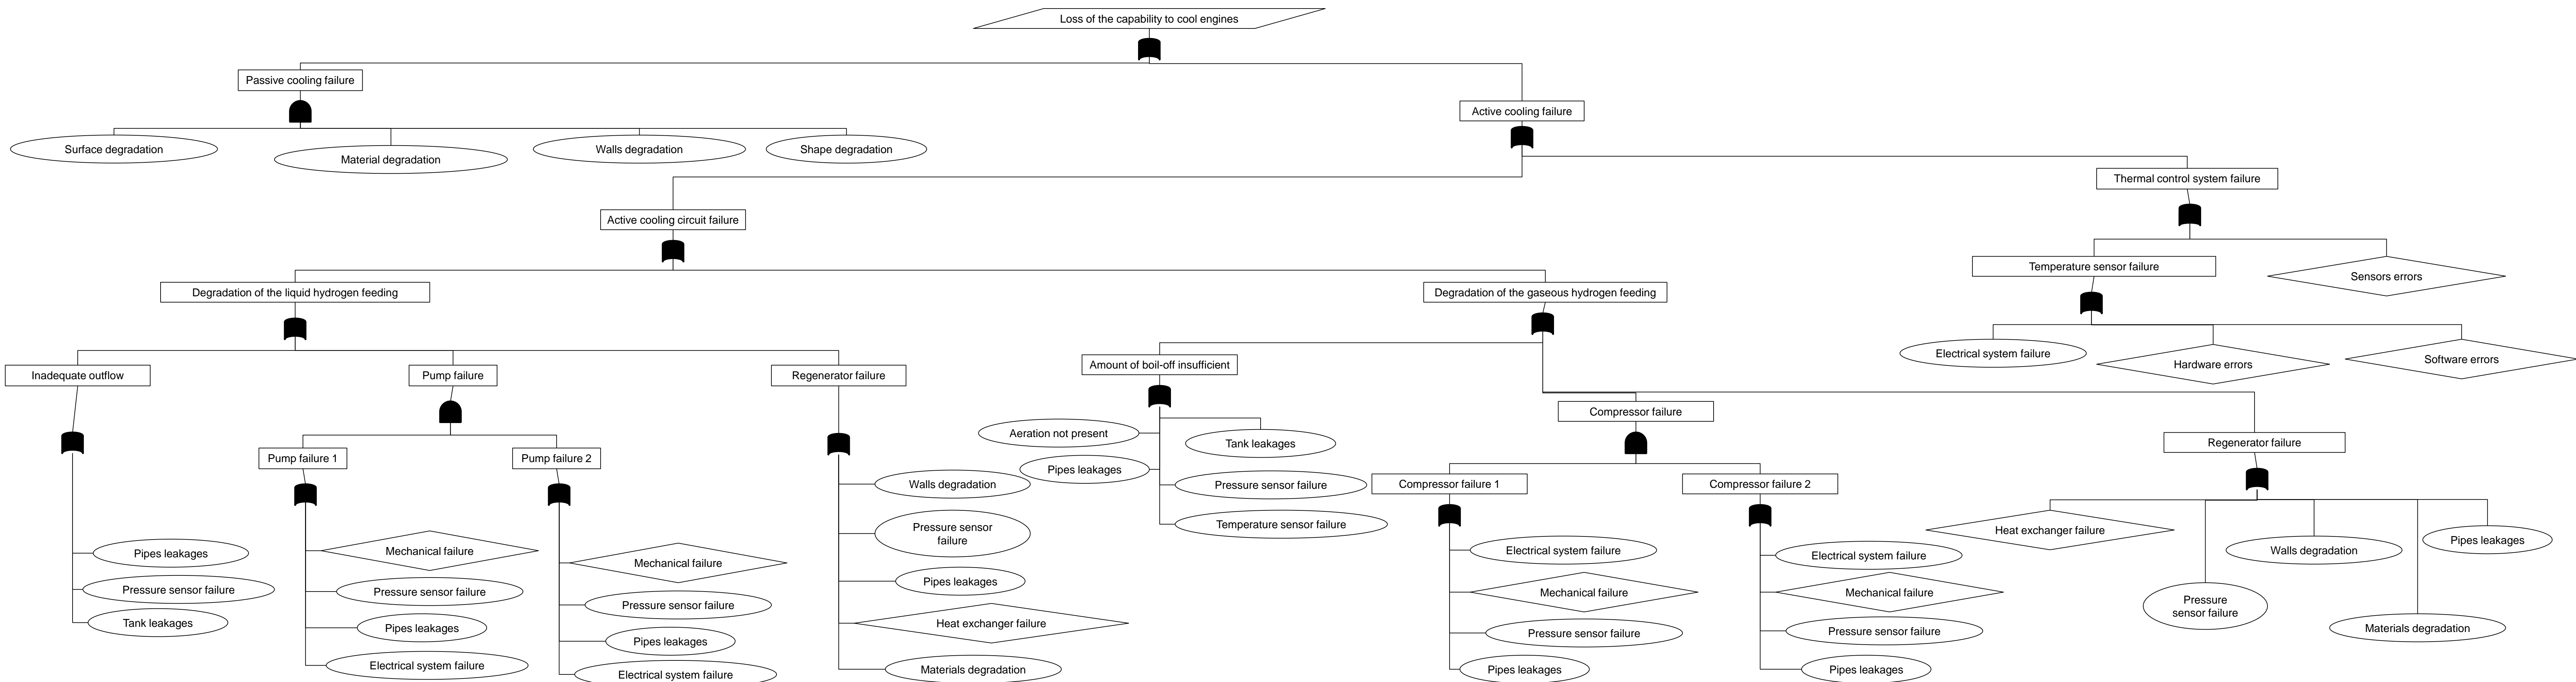 Loss of the capability to cool engines
Passive cooling failure
Active cooling failure
Surface degradation
Material degradation
Walls degradation
Shape degradation
Thermal control system failure
Active cooling circuit failure
Temperature sensor failure
Sensors errors
Degradation of the liquid hydrogen feeding
Degradation of the gaseous hydrogen feeding
Electrical system failure
Hardware errors
Software errors
Inadequate outflow
Pump failure
Regenerator failure
Amount of boil-off insufficient
Compressor failure
Regenerator failure
Aeration not present
Tank leakages
Pipes leakages
Pressure sensor failure
Temperature sensor failure
Pump failure 1
Pump failure 2
Compressor failure 1
Compressor failure 2
Pipes leakages
Pressure sensor failure
Tank leakages
Mechanical failure
Pressure sensor failure
Pipes leakages
Electrical system failure
Mechanical failure
Pressure sensor failure
Pipes leakages
Electrical system failure
Walls degradation
Pressure sensor
failure
Pipes leakages
Heat exchanger failure
Materials degradation
Electrical system failure
Mechanical failure
Pressure sensor failure
Pipes leakages
Electrical system failure
Mechanical failure
Pressure sensor failure
Pipes leakages
Heat exchanger failure
Pressure
sensor failure
Walls degradation
Materials degradation
Pipes leakages